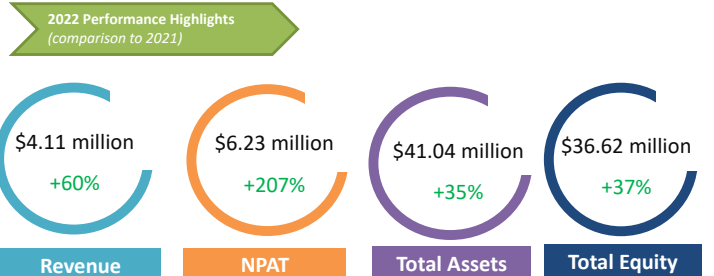 2022 Performance Highlights
(comparison to 2021)
$4.11 million
+60%
Revenue
$6.23 million
+207%
NPAT
$41.04 million
+35%
Total Assets
$36.62 million
+37%
Total Equity